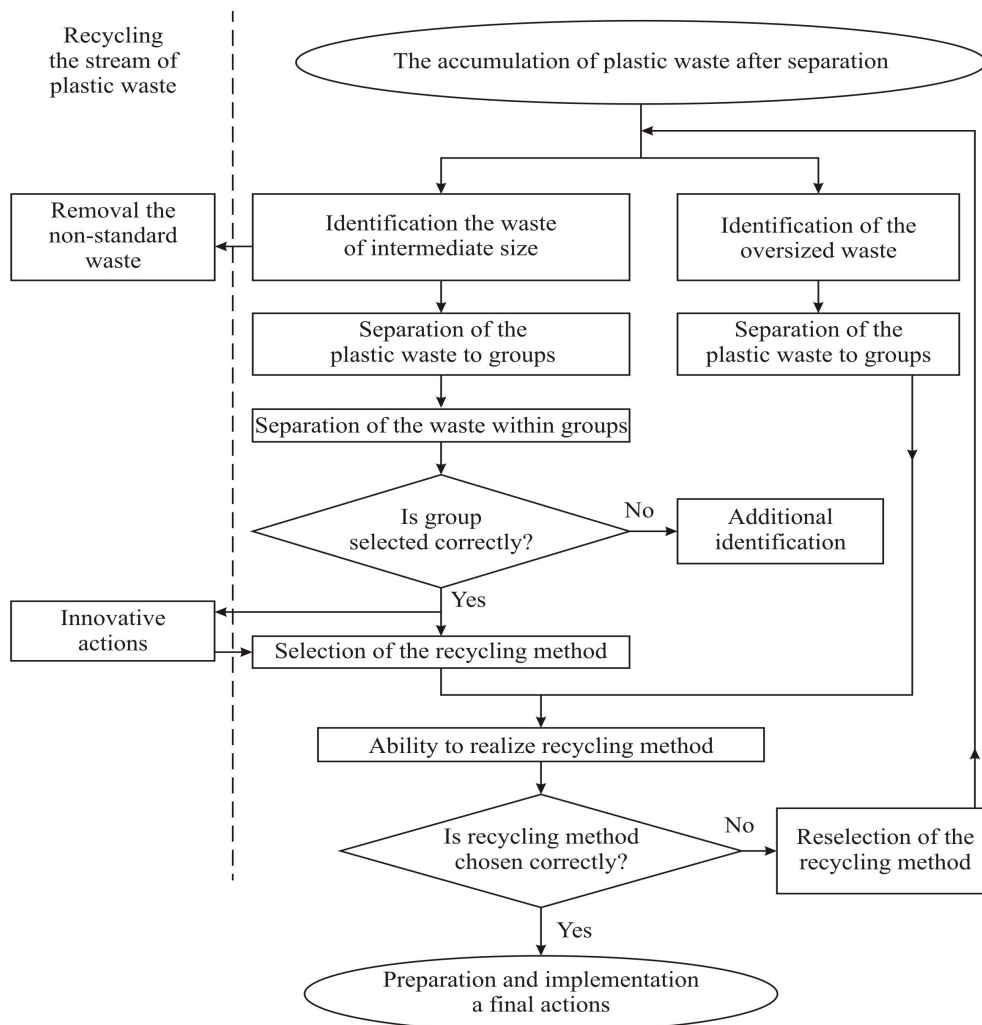 Recycling
the stream of
plastic waste
The accumulation of plastic waste after separation
Removal the
non-standard
waste
Identification the waste
of intermediate size
Identification of the
oversized waste
Separation of the
plastic waste to groups
Separation of the
plastic waste to groups
Separation of the waste within groups
Is group
selected correctly?
No
Additional
identification
Yes
Innovative
actions
Selection of the recycling method
Ability to realize recycling method
Is recycling method
chosen correctly?
No
Reselection of the
recycling method
Yes
Preparation and implementation
a final actions